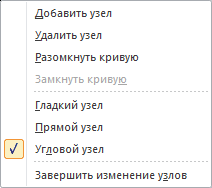 Добавить узел
Удалить узел
Разомкнуть кривую
Замкнуть кривую
Гладкий узел
Прямой узел
Угловой узел
Завершить изменение узлов